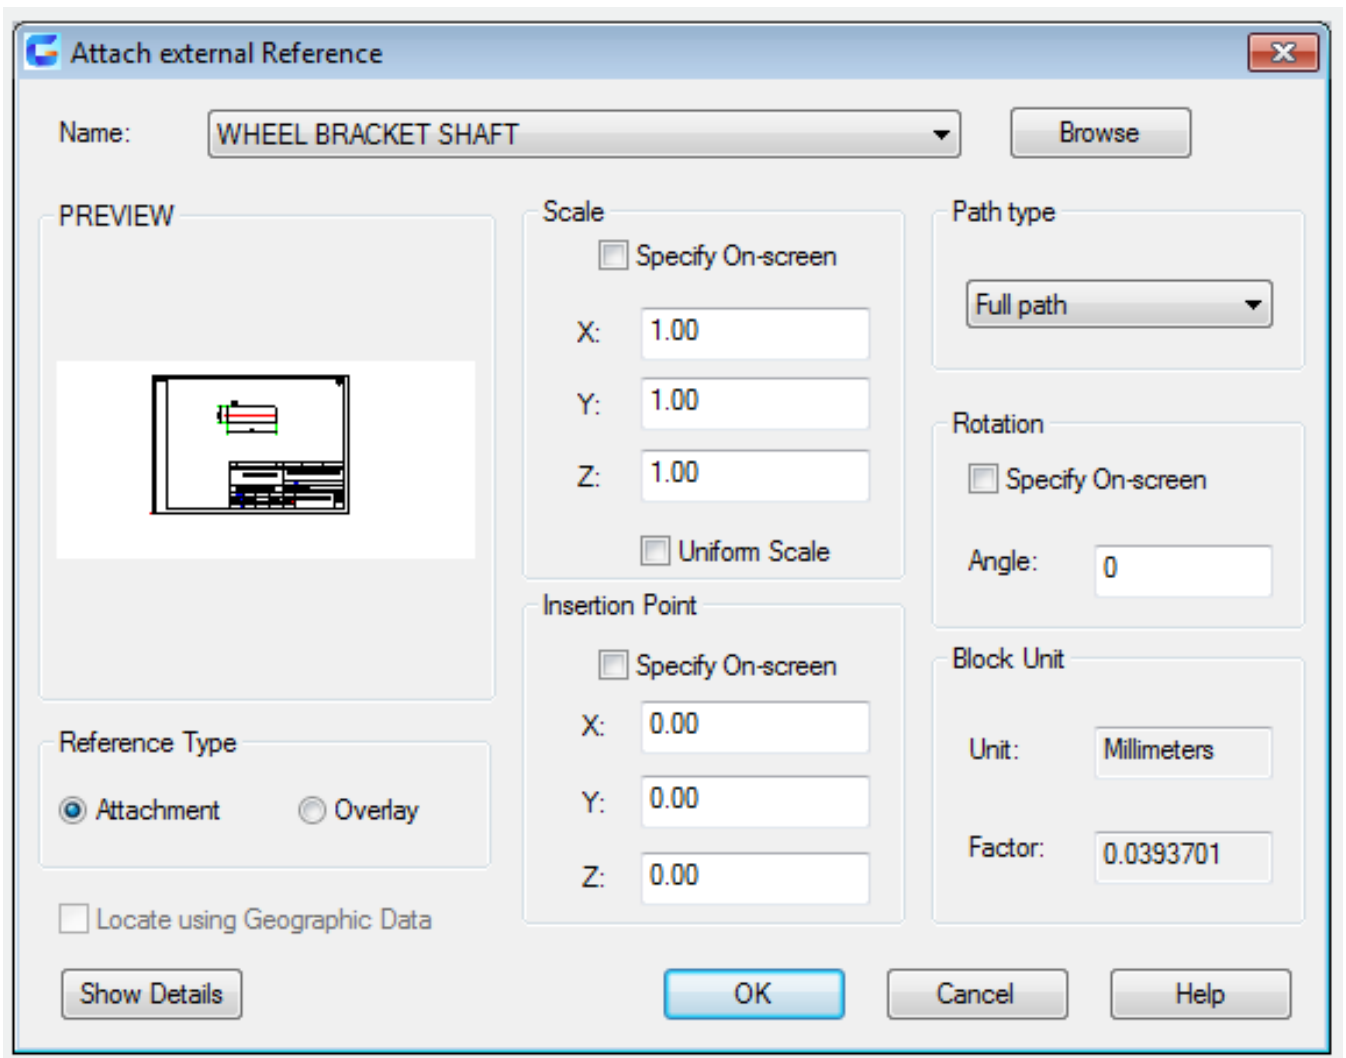 Attach external Reference
Name: WHEEL BRACKET SHAFT Browse
PREVIEW
Reference Type
Attachment Overlay
Locate using Geographic Data
Show Details
Scale
Specify On-screen
X: 1.00
Y: 1.00
Z: 1.00
Uniform Scale
Insertion Point
Specify On-screen
X: 0.00
Y: 0.00
Z: 0.00
Path type
Full path
Rotation
Specify On-screen
Angle: 0
Block Unit
Unit: Millimeters
Factor: 0.0393701
OK Cancel Help